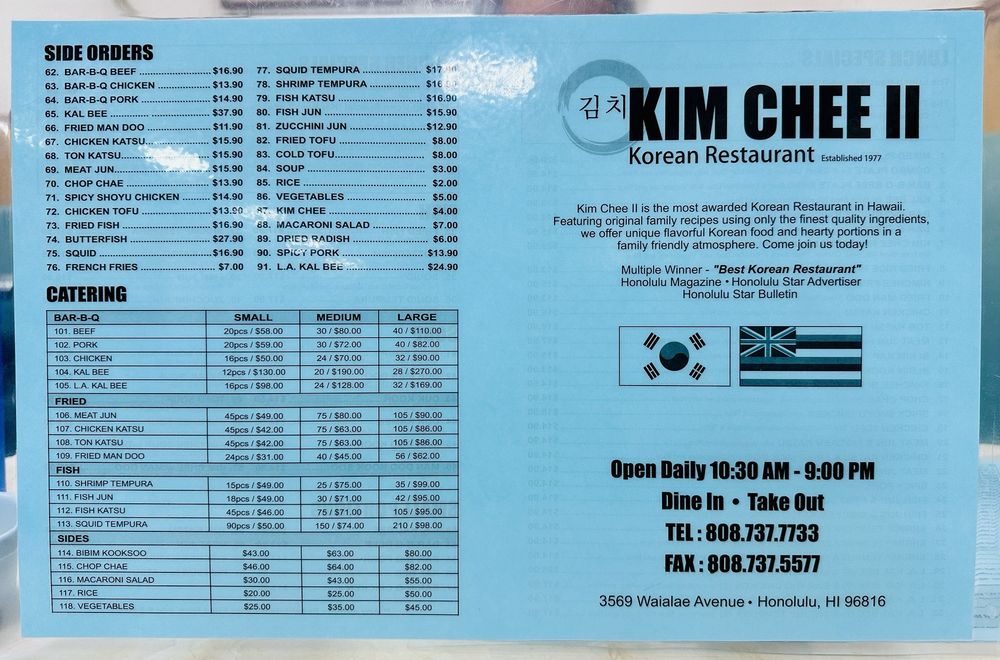 SIDE ORDERS
62. BAR-B-Q BEEF $16.90
63. BAR-B-Q CHICKEN $13.90
64. BAR-B-Q PORK $14.90
65. KAL BEE $37.90
66. FRIED MAN DOO $11.90
67. CHICKEN KATSU $15.90
68. TON KATSU $15.90
69. MEAT JUN $15.90
70. CHOP CHAE $13.90
71. SPICY SHOYU CHICKEN $14.90
72. CHICKEN TOFU $13.90
73. FRIED FISH $16.90
74. BUTTERFISH $27.90
75. SQUID $16.90
76. FRENCH FRIES $7.00
77. SQUID TEMPURA
78. SHRIMP TEMPURA
79. FISH KATSU $16.90
80. FISH JUN $15.90
81. ZUCCHINI JUN $12.90
82. FRIED TOFU $8.00
83. COLD TOFU $8.00
84. SOUP $3.00
85. RICE $2.00
86. VEGETABLES $5.00
87. KIM CHEE $4.00
88. MACARONI SALAD $7.00
89. DRIED RADISH $6.00
90. SPICY PORK $13.90
91. L.A. KAL BEE $24.90
CATERING
BAR-B-Q SMALL MEDIUM LARGE
101. BEEF 20pcs / $58.00 30 / $80.00 40 / $110.00
102. PORK 20pcs / $59.00 30 / $72.00 40 / $82.00
103. CHICKEN 16pcs / $50.00 24 / $70.00 32 / $90.00
104. KAL BEE 12pcs / $130.00 20 / $190.00 28 / $270.00
105. L.A. KAL BEE 16pcs / $98.00 24 / $128.00 32 / $169.00
FRIED
106. MEAT JUN 45pcs / $49.00 75 / $80.00 105 / $90.00
107. CHICKEN KATSU 45pcs / $42.00 75 / $63.00 105 / $86.00
108. TON KATSU 45pcs / $42.00 75 / $63.00 105 / $86.00
109. FRIED MAN DOO 24pcs / $31.00 40 / $45.00 56 / $62.00
FISH
110. SHRIMP TEMPURA 15pcs / $49.00 25 / $75.00 35 / $99.00
111. FISH JUN 18pcs / $49.00 30 / $71.00 42 / $95.00
112. FISH KATSU 45pcs / $46.00 75 / $71.00 105 / $95.00
113. SQUID TEMPURA 90pcs / $50.00 150 / $74.00 210 / $98.00
SIDES
114. BIBIM KOOKSOO $43.00 $63.00 $80.00
115. CHOP CHAE $46.00 $64.00 $82.00
116. MACARONI SALAD $30.00 $43.00 $55.00
117. RICE $20.00 $25.00 $50.00
118. VEGETABLES $25.00 $35.00 $45.00
김치 KIM CHEE II
Korean Restaurant Established 1977
Kim Chee II is the most awarded Korean Restaurant in Hawaii.
Featuring original family recipes using only the finest quality ingredients,
we offer unique flavorful Korean food and hearty portions in a
family friendly atmosphere. Come join us today!
Multiple Winner - "Best Korean Restaurant"
Honolulu Magazine • Honolulu Star Advertiser
Honolulu Star Bulletin
Open Daily 10:30 AM - 9:00 PM
Dine In • Take Out
TEL : 808.737.7733
FAX : 808.737.5577
3569 Waialae Avenue • Honolulu, HI 96816